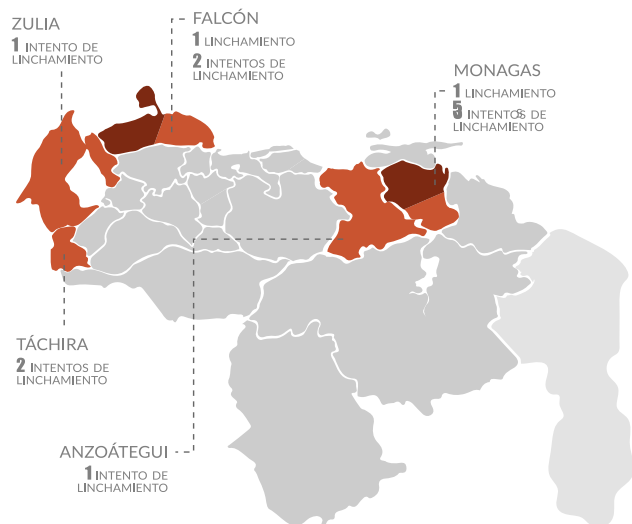 ZULIA
1 INTENTO DE
LINCHAMIENTO
FALCÓN
1 LINCHAMIENTO
2 INTENTOS DE
LINCHAMIENTO
MONAGAS
1 LINCHAMIENTO
5 INTENTOS DE
LINCHAMIENTO
TÁCHIRA
2 INTENTOS DE
LINCHAMIENTO
ANZOÁTEGUI
1 INTENTO DE
LINCHAMIENTO